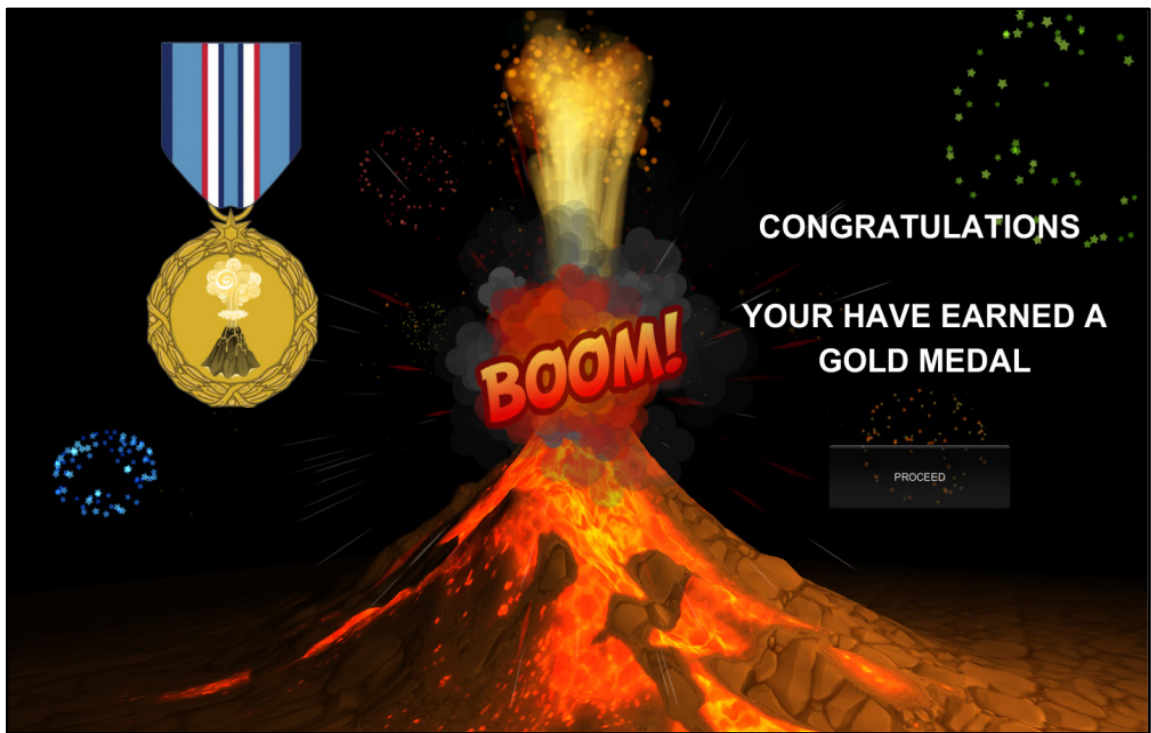 BOOM!
CONGRATULATIONS
YOUR HAVE EARNED A
GOLD MEDAL
PROCEED